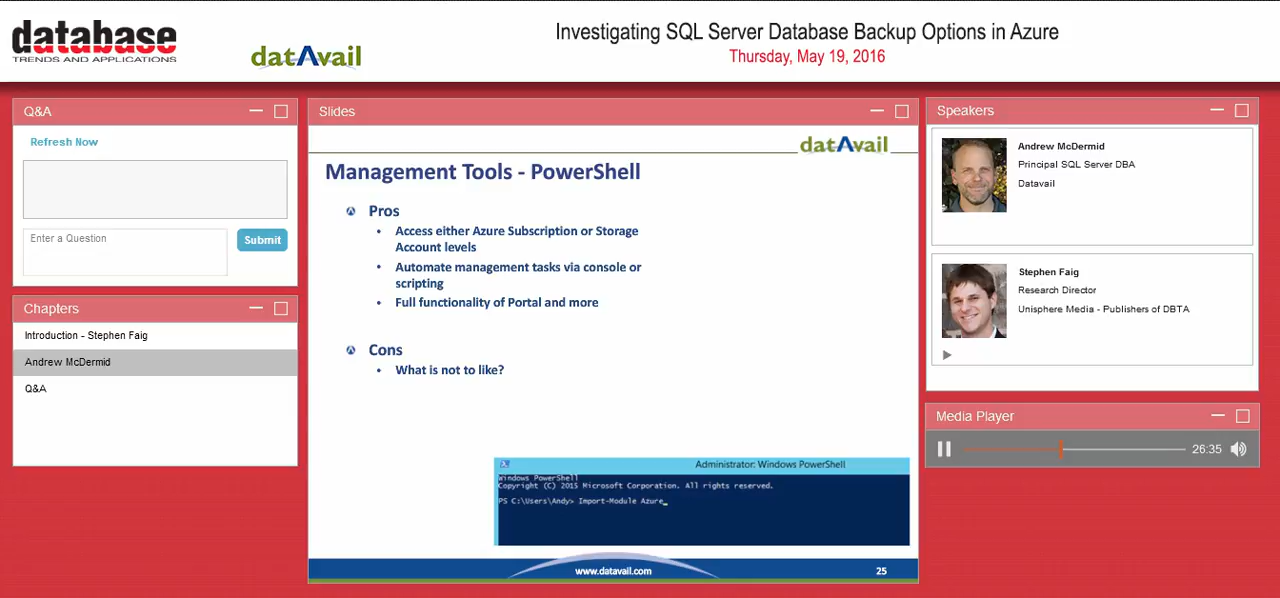 database
TRENDS AND APPLICATIONS
datAvail
Investigating SQL Server Database Backup Options in Azure
Thursday, May 19, 2016
Q&A
Refresh Now
Enter a Question
Submit
Chapters
Introduction - Stephen Faig
Andrew McDermid
Q&A
Slides
datAvail
Management Tools - PowerShell
Pros
• Access either Azure Subscription or Storage
Account levels
• Automate management tasks via console or
scripting
• Full functionality of Portal and more
Cons
• What is not to like?
Administrator: Windows PowerShell
Windows PowerShell
Copyright (C) 2015 Microsoft Corporation. All rights reserved.
PS C:\Users\Andy> Import-Module Azure_
www.datavail.com
25
Speakers
Andrew McDermid
Principal SQL Server DBA
Datavail
Stephen Faig
Research Director
Unisphere Media - Publishers of DBTA
Media Player
26:35